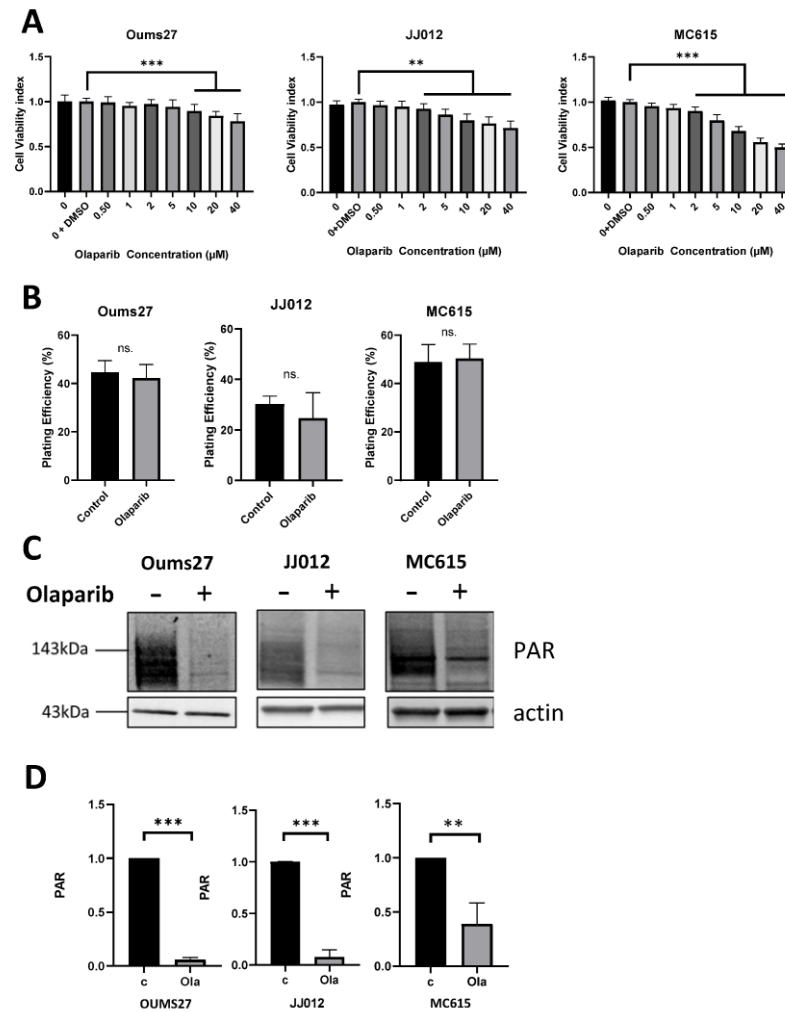 A
Oums27
JJ012
MC615
***
**
***
Cell Viability index
1.5
1.0
0.5
0.0
0
0 + DMSO
0.50
1
2
5
10
20
40
Olaparib Concentration (µM)
Cell Viability index
1.5
1.0
0.5
0.0
0
0+DMSO
0.50
1
2
5
10
20
40
Olaparib Concentration (µM)
Cell Viability index
1.5
1.0
0.5
0.0
0
0+DMSO
0.50
1
2
5
10
20
40
Olaparib Concentration (µM)
B
Oums27
JJ012
MC615
Plating Efficiency (%)
60
40
20
0
ns.
Control
Olaparib
Plating Efficiency (%)
60
40
20
0
ns.
Control
Olaparib
Plating Efficiency (%)
60
40
20
0
ns.
Control
Olaparib
C
Oums27 JJ012 MC615
Olaparib - + - + - +
143kDa
PAR
43kDa
actin
D
PAR
1.5
1.0
0.5
0.0
***
c Ola
OUMS27
PAR
1.5
1.0
0.5
0.0
***
c Ola
JJ012
PAR
1.5
1.0
0.5
0.0
**
c Ola
MC615